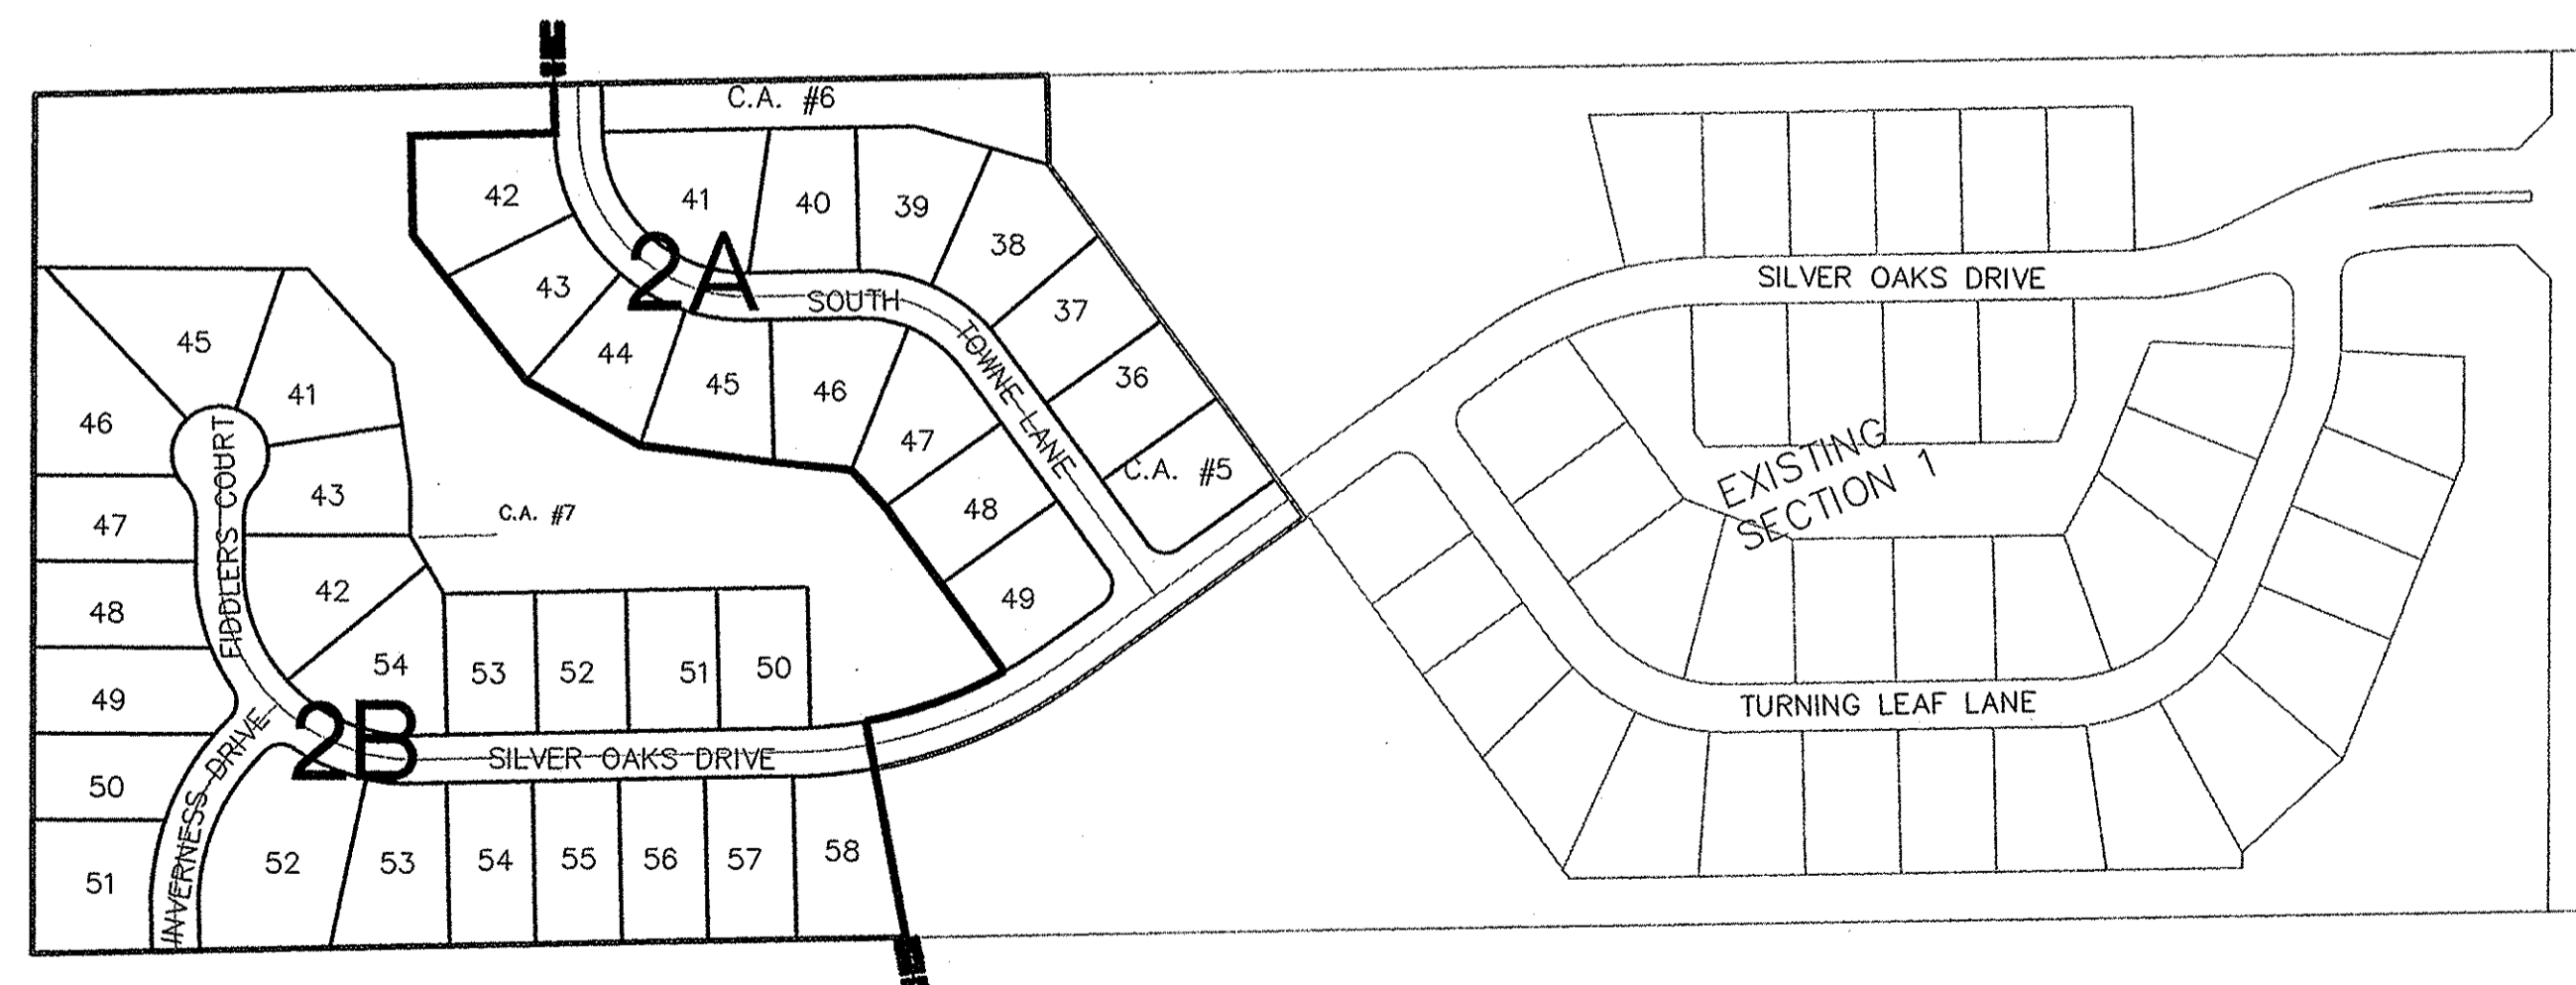 C.A. #6
42
41
40
39
38
43
2A
SOUTH
TOWNE LANE
37
44
45
46
36
47
C.A. #5
48
49
45
41
46
43
47
FIDDLERS COURT
C.A. #7
42
48
54
53
52
51
50
49
2B
INVERNESS DRIVE
SILVER OAKS DRIVE
50
51
52
53
54
55
56
57
58
SILVER OAKS DRIVE
EXISTING
SECTION 1
TURNING LEAF LANE